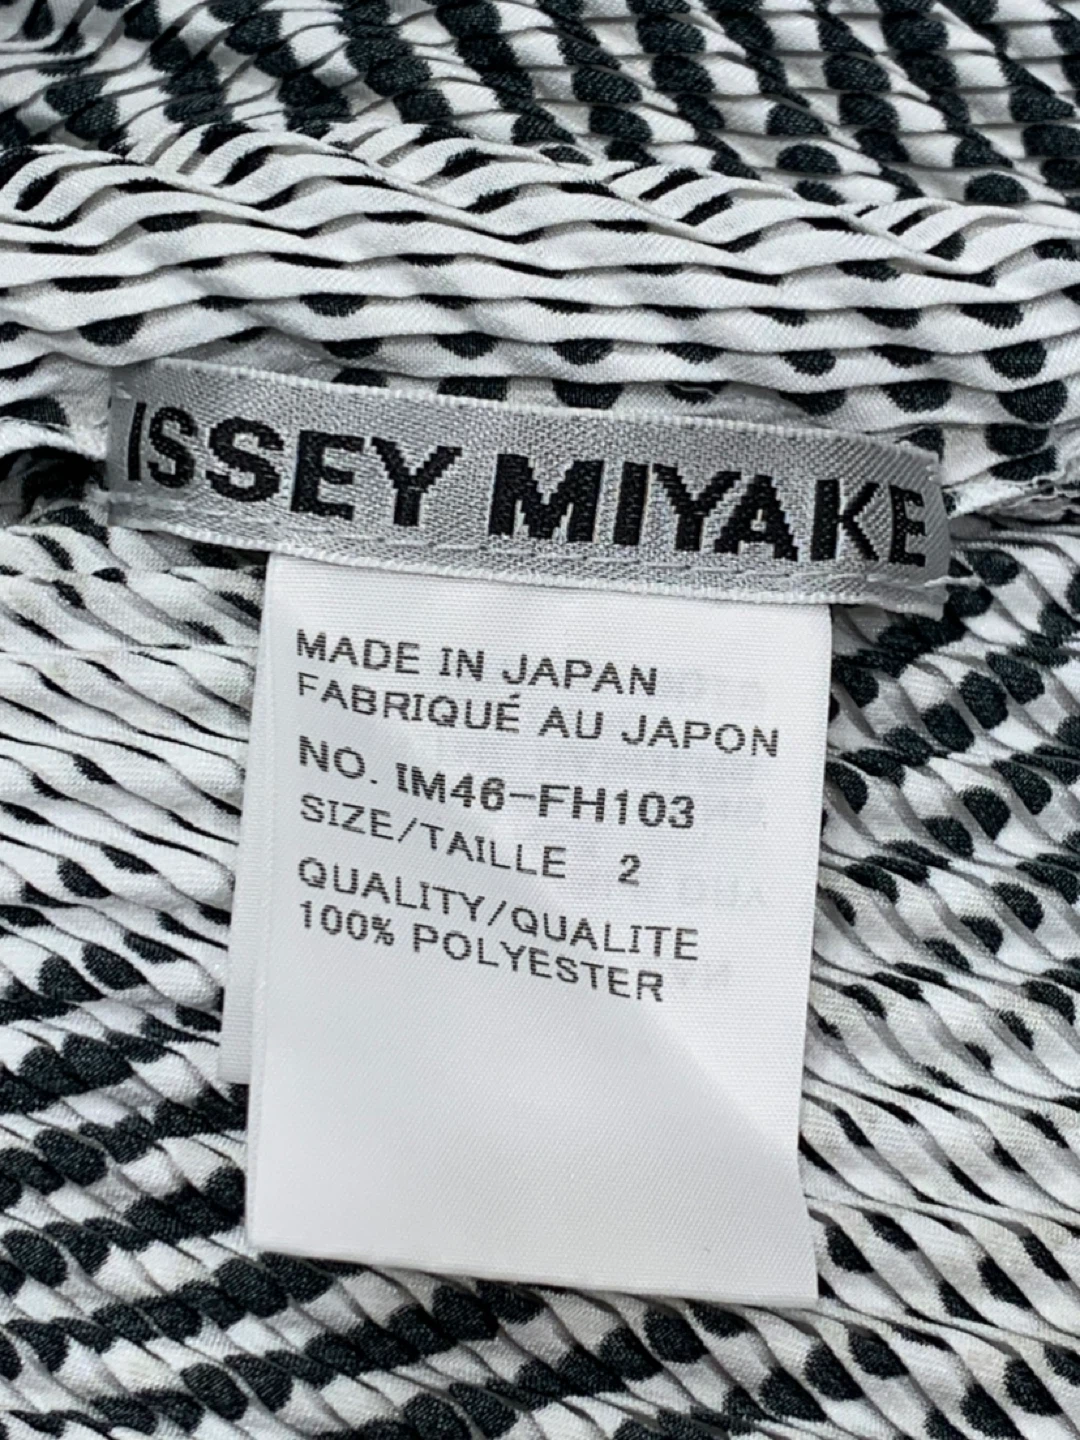 ISSEY MIYAKE
MADE IN JAPAN
FABRIQUÉ AU JAPON
NO. IM46-FH103
SIZE/TAILLE 2
QUALITY/QUALITE
100% POLYESTER